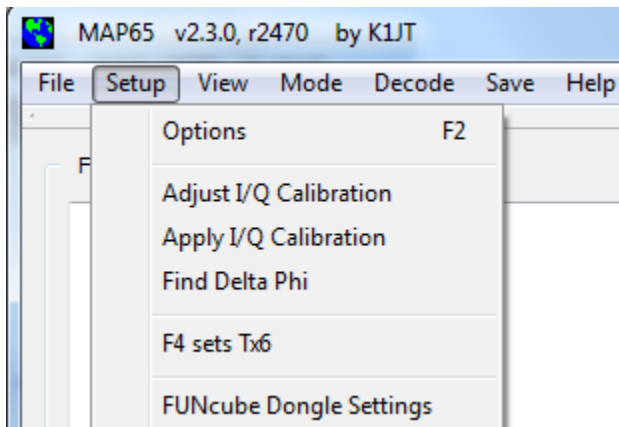 MAP65 v2.3.0, r2470 by K1JT
File Setup View Mode Decode Save Help
Options F2
F
Adjust I/Q Calibration
Apply I/Q Calibration
Find Delta Phi
F4 sets Tx6
FUNcube Dongle Settings